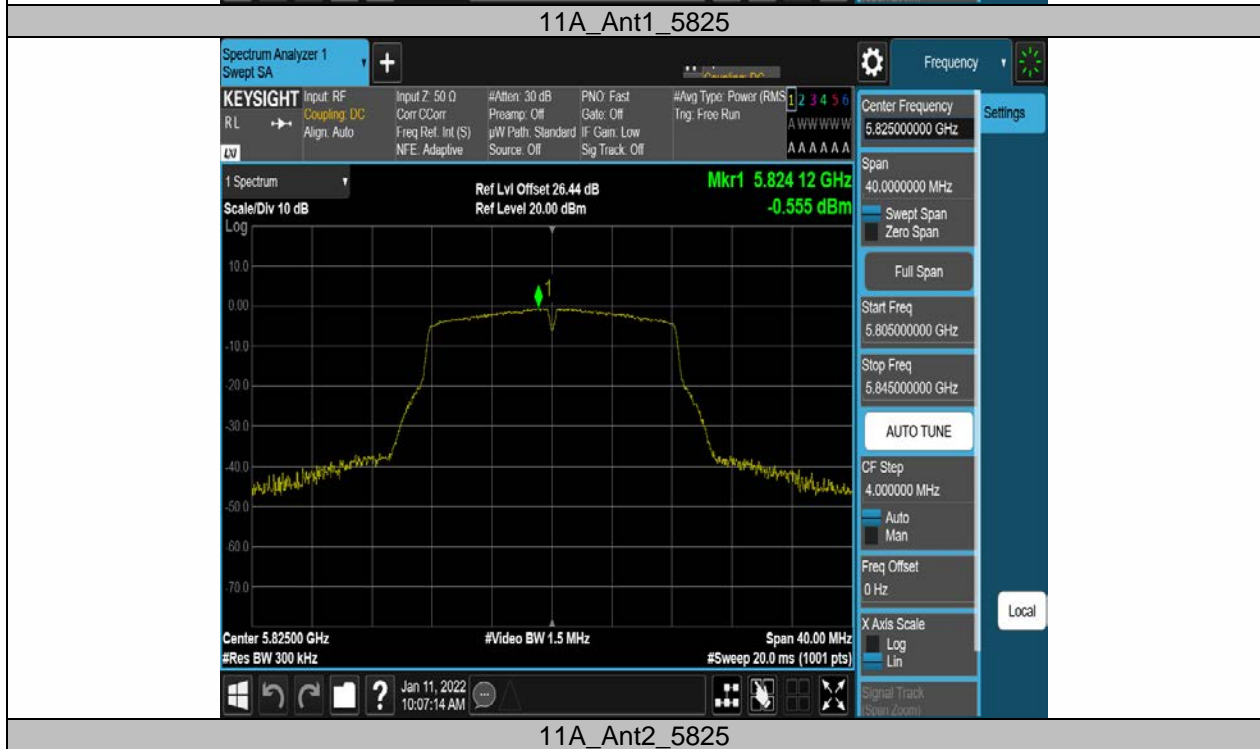 11A_Ant1_5825
Spectrum Analyzer 1
Swept SA
Frequency
KEYSIGHT
R L
LXI
Input: RF
Coupling: DC
Align: Auto
Input Z: 50 Ω
Corr CCorr
Freq Ref: Int (S)
NFE: Adaptive
#Atten: 30 dB
Preamp: Off
µW Path: Standard
Source: Off
PNO: Fast
Gate: Off
IF Gain: Low
Sig Track: Off
#Avg Type: Power (RMS
Trig: Free Run
1 2 3 4 5 6
A W W W W W
A A A A A A
1 Spectrum
Scale/Div 10 dB
Log
Ref Lvl Offset 26.44 dB
Ref Level 20.00 dBm
Mkr1 5.824 12 GHz
-0.555 dBm
1
10.0
0.00
-10.0
-20.0
-30.0
-40.0
-50.0
-60.0
-70.0
Center 5.82500 GHz
#Res BW 300 kHz
#Video BW 1.5 MHz
Span 40.00 MHz
#Sweep 20.0 ms (1001 pts)
Center Frequency
5.825000000 GHz
Settings
Span
40.0000000 MHz
Swept Span
Zero Span
Full Span
Start Freq
5.805000000 GHz
Stop Freq
5.845000000 GHz
AUTO TUNE
CF Step
4.000000 MHz
Auto
Man
Freq Offset
0 Hz
X Axis Scale
Log
Lin
Signal Track
(Span Zoom)
Local
?
Jan 11, 2022
10:07:14 AM
11A_Ant2_5825